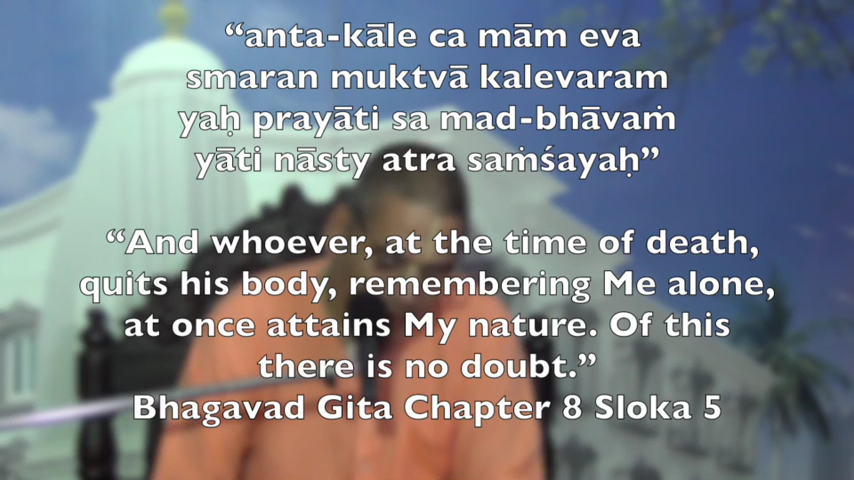 “anta-kāle ca mām eva
smaran muktvā kalevaram
yaḥ prayāti sa mad-bhāvaṁ
yāti nāsty atra saṁśayaḥ”
“And whoever, at the time of death,
quits his body, remembering Me alone,
at once attains My nature. Of this
there is no doubt.”
Bhagavad Gita Chapter 8 Sloka 5